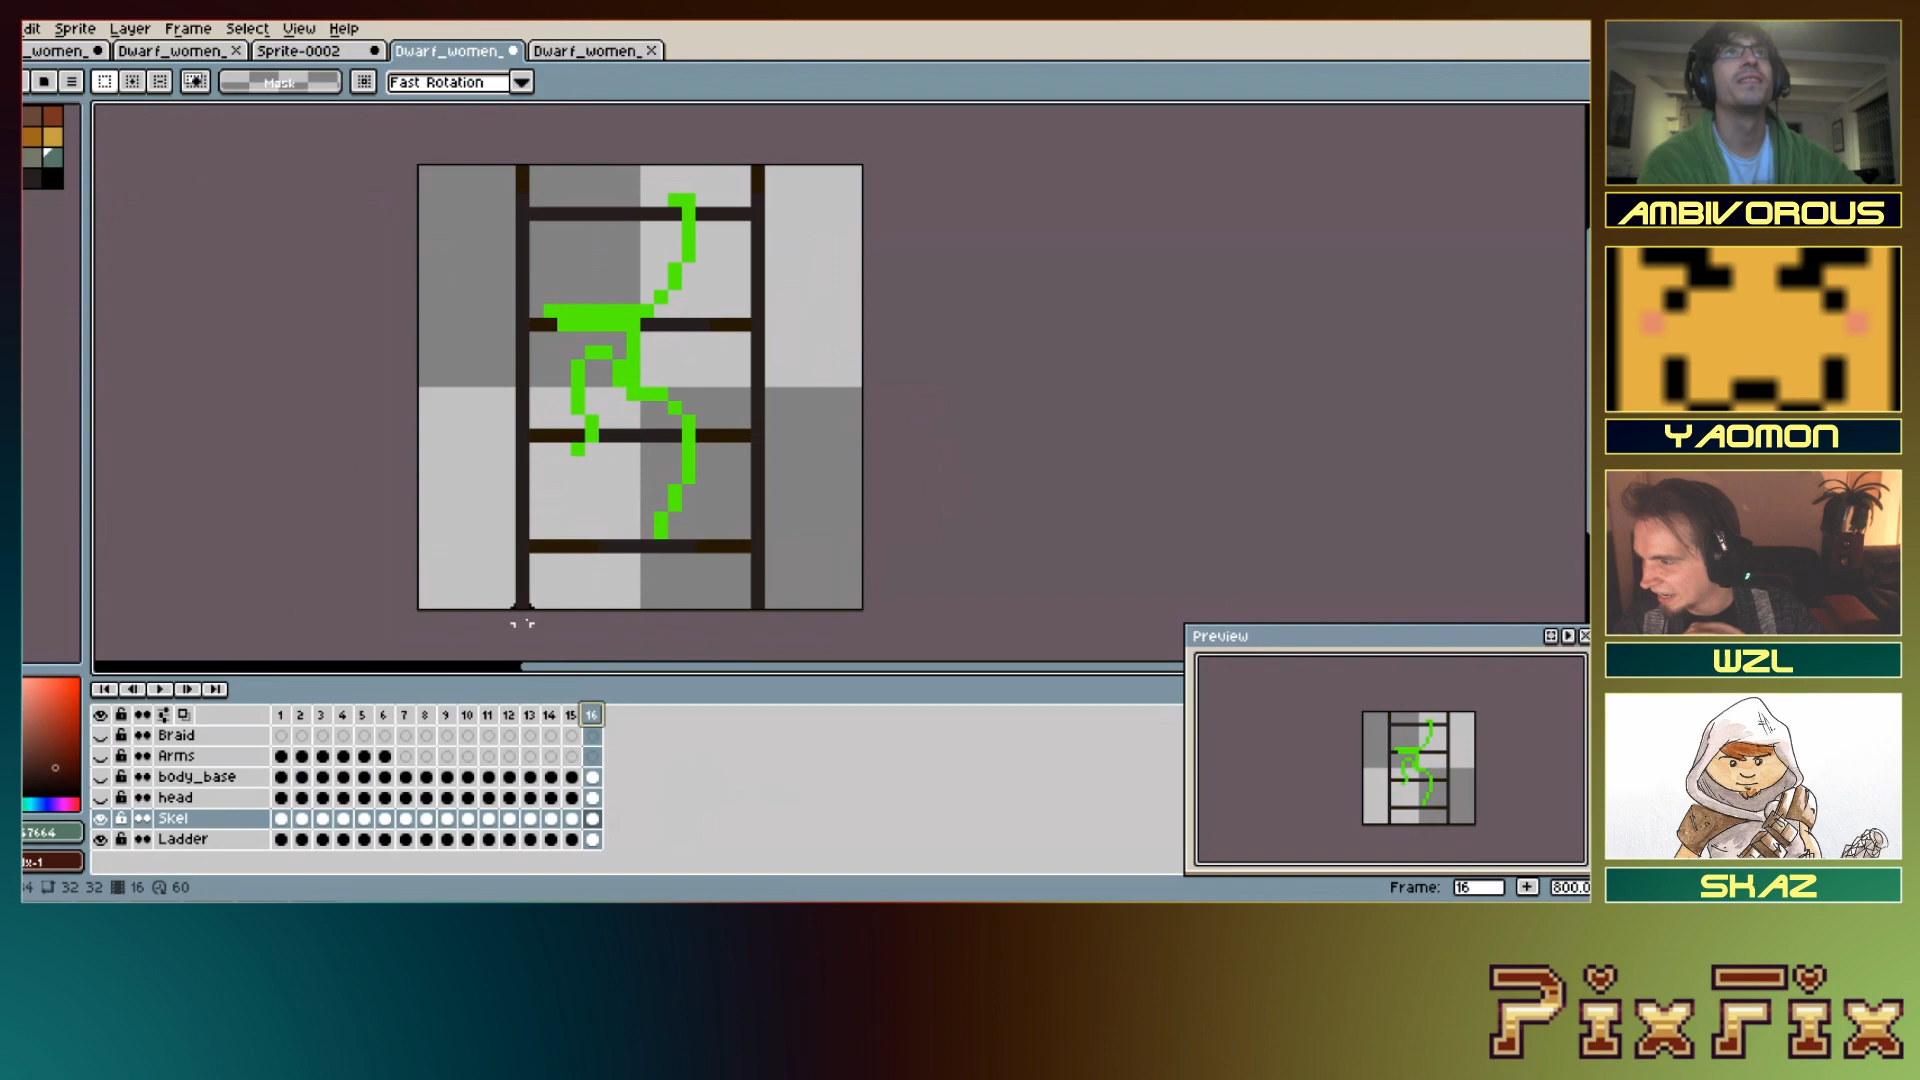 dit Sprite Layer Frame Select View Help
_women_ Dwarf_women_ Sprite-0002 Dwarf_women_ Dwarf_women_
Mask Fast Rotation
AMBIVOROUS
YAOMON
WZL
SKAZ
Preview
1 2 3 4 5 6 7 8 9 10 11 12 13 14 15 16
Braid
Arms
body_base
head
Skel
Ladder
32 32 16 60
Frame: 16 800.0
PixFix